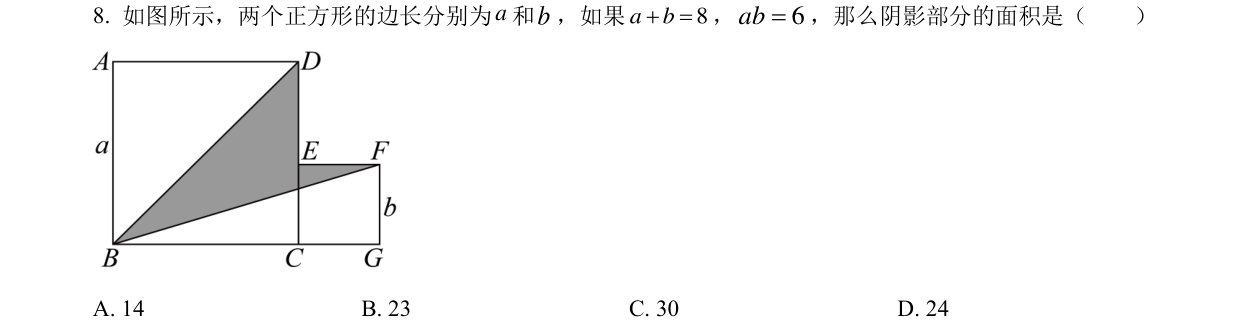 8. 如图所示，两个正方形的边长分别为a和b，如果a+b=8，ab=6，那么阴影部分的面积是（　　）
A
D
a
E
F
b
B
C
G
A. 14
B. 23
C. 30
D. 24